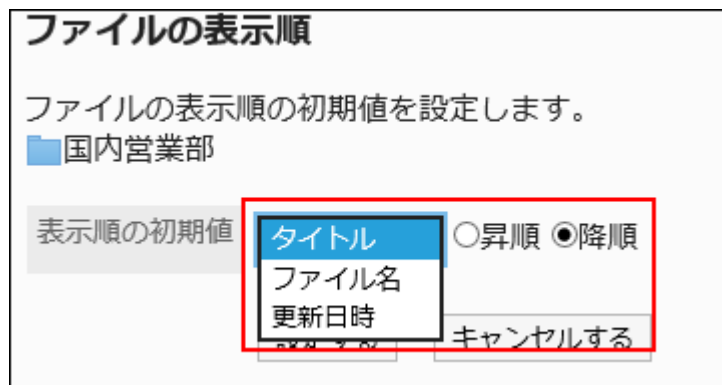 ファイルの表示順
ファイルの表示順の初期値を設定します。
国内営業部
表示順の初期値 タイトル 昇順 降順
ファイル名
更新日時
キャンセルする